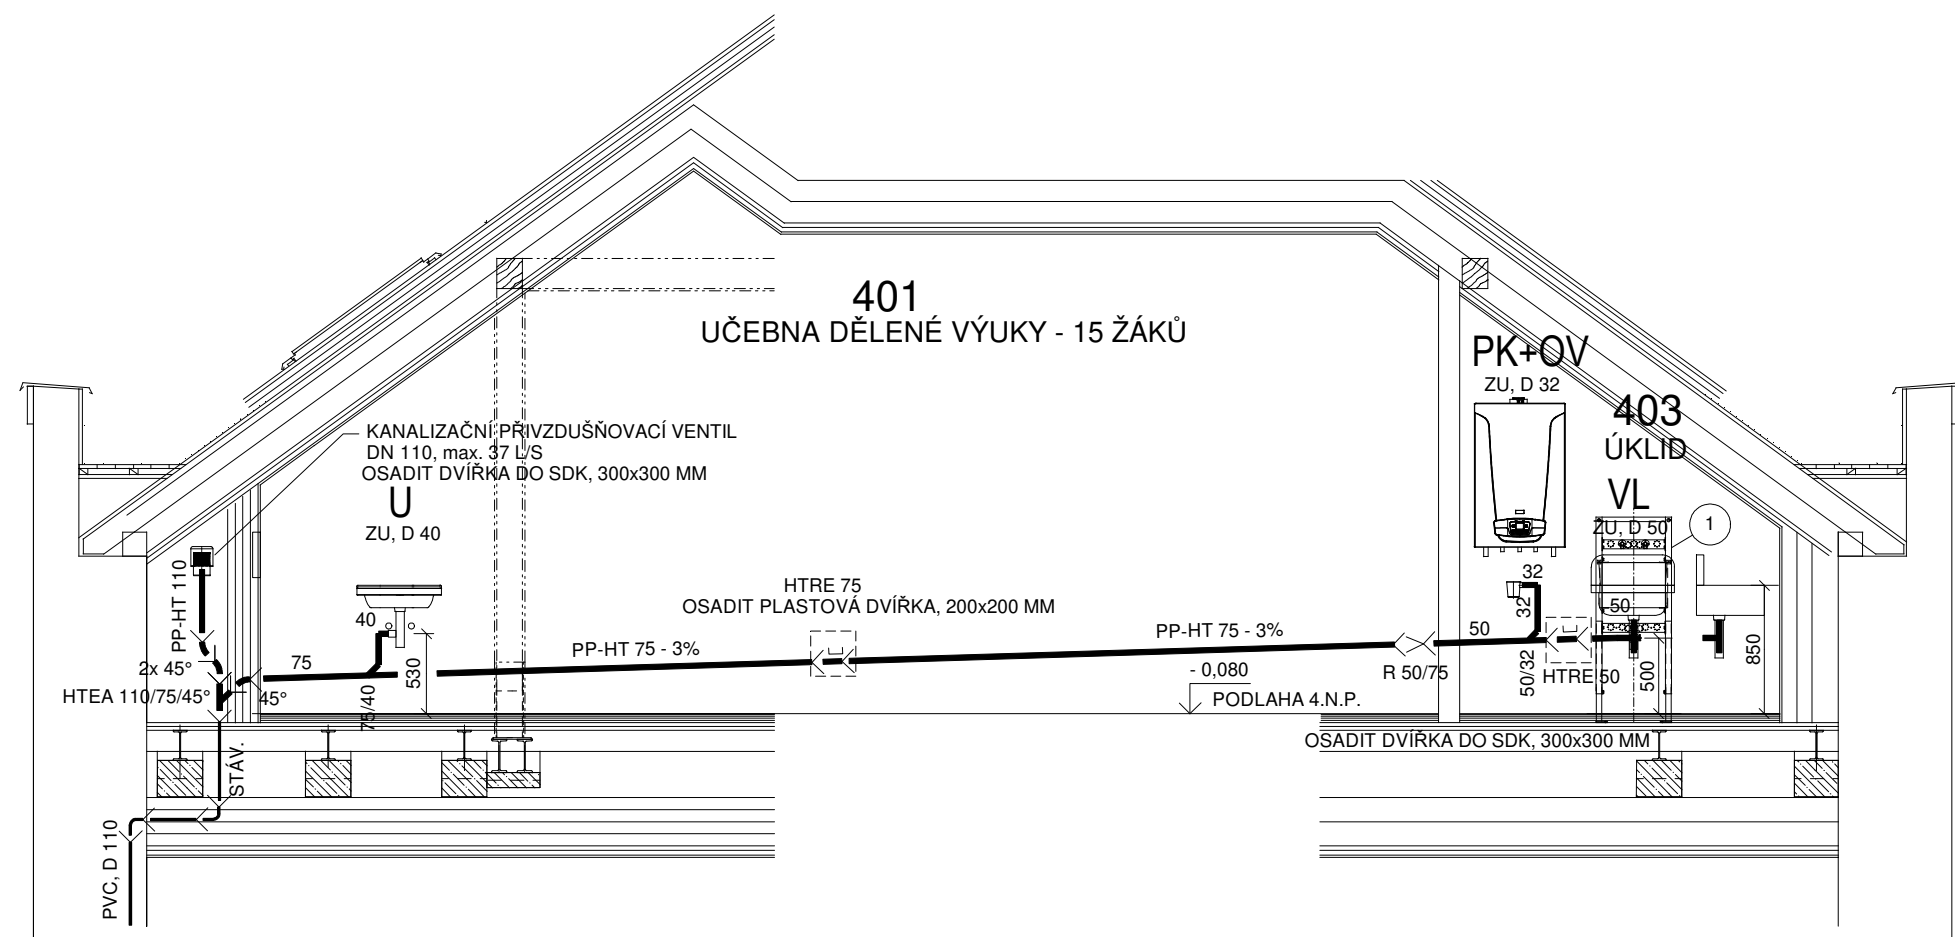 401
UČEBNA DĚLENÉ VÝUKY - 15 ŽÁKŮ
PK+OV
ZU, D 32
403
ÚKLID
KANALIZAČNÍ PŘIVZDUŠŇOVACÍ VENTIL
DN 110, max. 37 L/S
OSADIT DVÍŘKA DO SDK, 300x300 MM
U
ZU, D 40
VL
ZU, D 50
1
PP-HT 110
32
32
HTRE 75
OSADIT PLASTOVÁ DVÍŘKA, 200x200 MM
40
50
50
PP-HT 75 - 3%
PP-HT 75 - 3%
2x 45°
75
530
850
HTEA 110/75/45°
45°
75/40
- 0,080
R 50/75
50/32
HTRE 50
500
PODLAHA 4.N.P.
OSADIT DVÍŘKA DO SDK, 300x300 MM
STÁV.
PVC, D 110